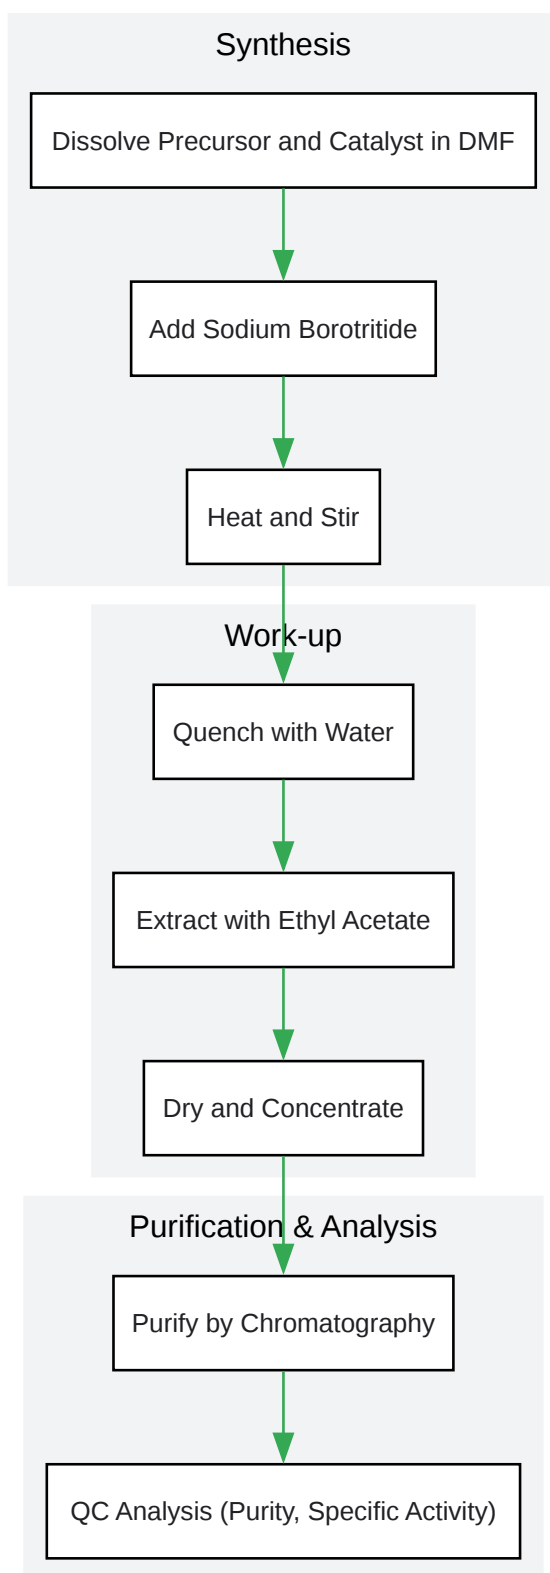 Synthesis
Dissolve Precursor and Catalyst in DMF
Add Sodium Borotritide
Heat and Stir
Work-up
Quench with Water
Extract with Ethyl Acetate
Dry and Concentrate
Purification & Analysis
Purify by Chromatography
QC Analysis (Purity, Specific Activity)